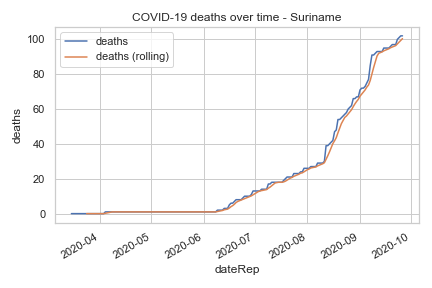 COVID-19 deaths over time - Suriname
deaths
deaths (rolling)
100
80
60
40
20
0
deaths
2020-04
2020-05
2020-06
2020-07
2020-08
2020-09
2020-10
dateRep